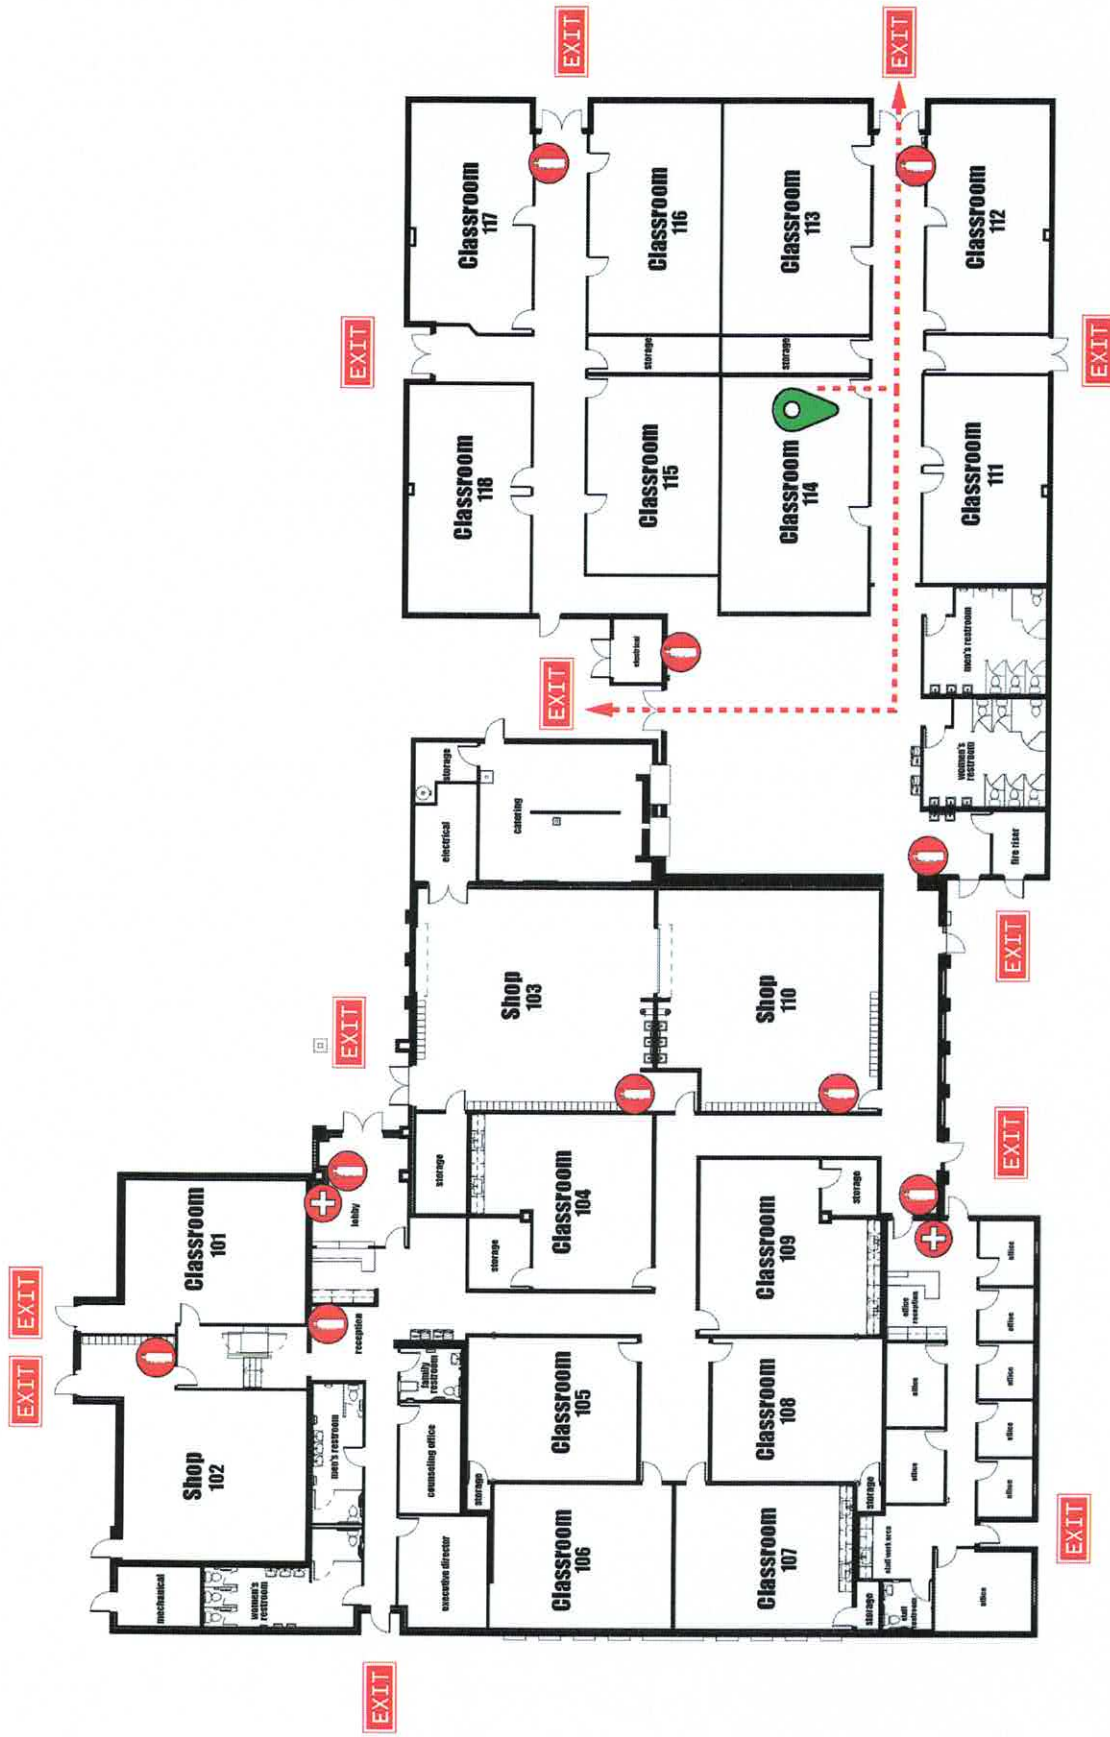 EXIT
EXIT
EXIT
EXIT
EXIT
EXIT
EXIT
EXIT
EXIT
EXIT
EXIT
EXIT
mechanical
women's
restroom
Shop
102
Classroom
101
men's restroom
reception
lobby
executive director
counseling office
family
restroom
storage
storage
storage
Classroom
106
Classroom
105
Classroom
104
Shop
103
electrical
storage
catering
Classroom
107
Classroom
108
Classroom
109
storage
Shop
110
storage
storage
staff
restroom
staff work area
office
reception
office
office
office
office
office
office
office
office
electrical
Classroom
118
Classroom
117
Classroom
115
storage
Classroom
116
Classroom
114
storage
Classroom
113
fire riser
women's
restroom
men's restroom
Classroom
111
Classroom
112